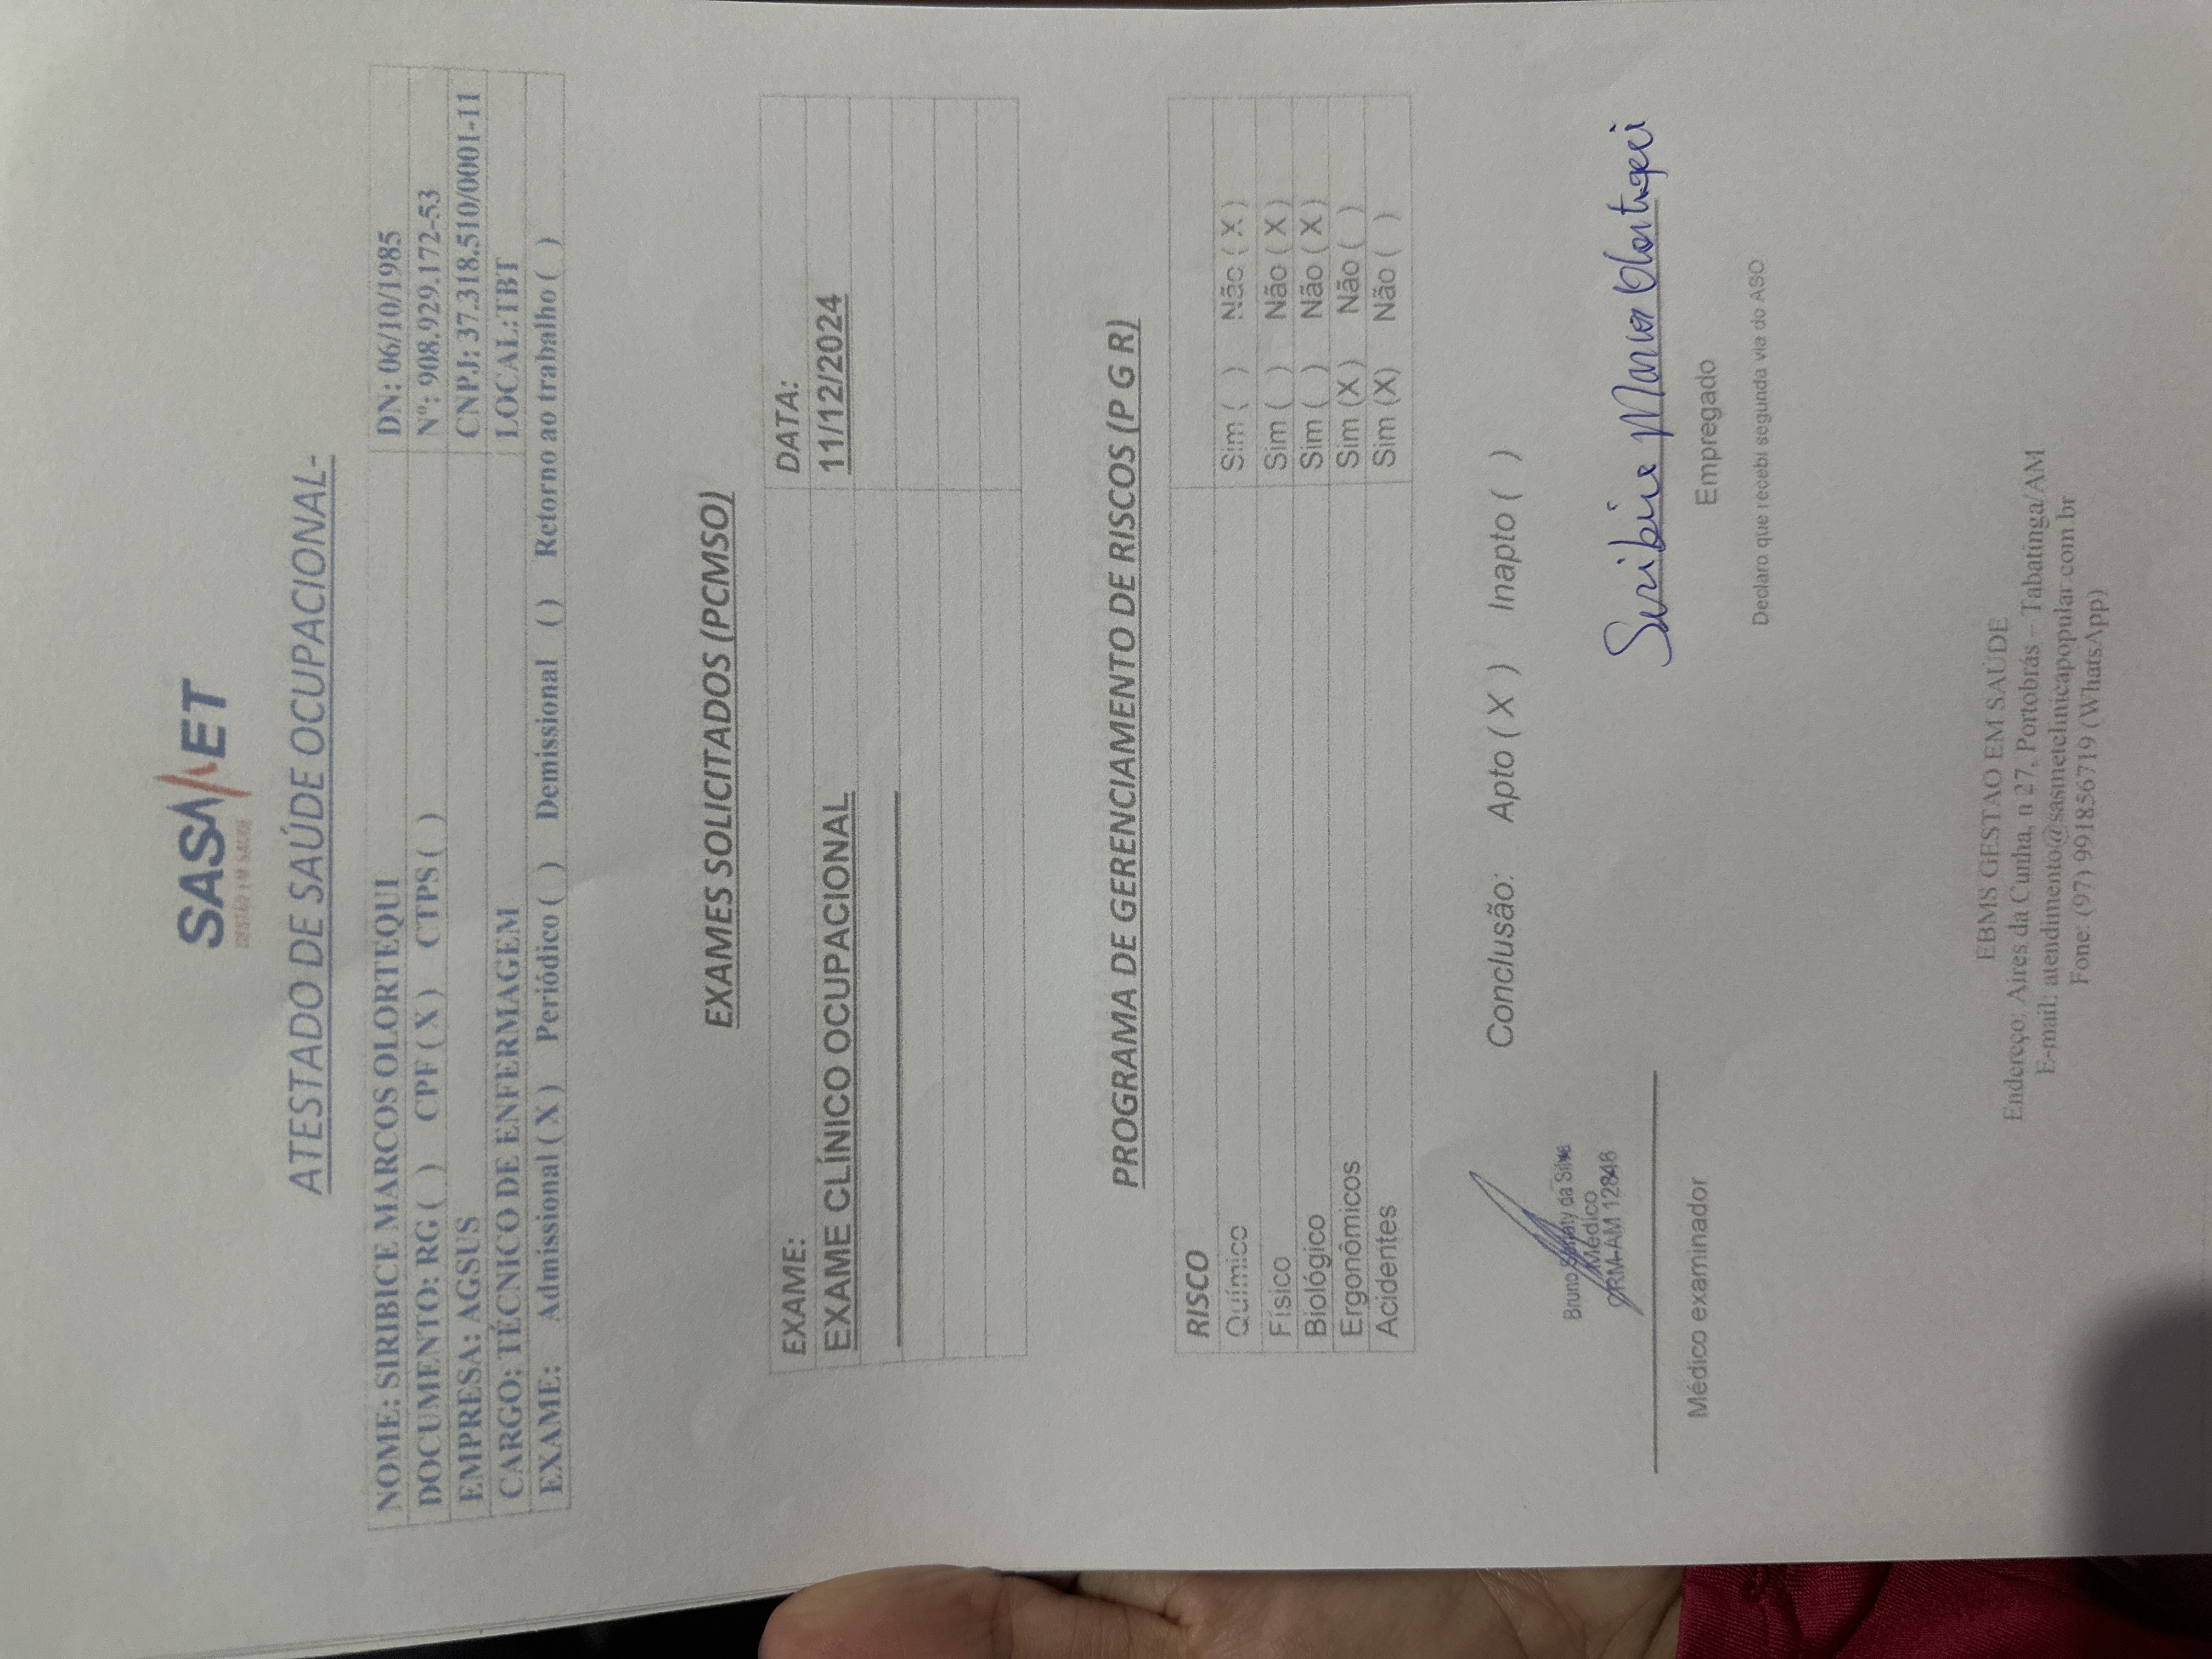 SASMET
GESTÃO EM SAÚDE
ATESTADO DE SAÚDE OCUPACIONAL-
NOME: SIRIBICE MARCOS OLORTEQUI DN: 06/10/1985
DOCUMENTO: RG ( ) CPF ( X ) CTPS ( ) Nº: 908.929.172-53
EMPRESA: AGSUS CNPJ: 37.318.510/0001-11
CARGO: TÉCNICO DE ENFERMAGEM LOCAL:TBT
EXAME: Admissional ( X ) Periódico ( ) Demissional ( ) Retorno ao trabalho ( )
EXAMES SOLICITADOS (PCMSO)
EXAME: DATA:
EXAME CLÍNICO OCUPACIONAL 11/12/2024
PROGRAMA DE GERENCIAMENTO DE RISCOS (P G R)
RISCO
Químico Sim ( ) Não ( X )
Físico Sim ( ) Não ( X )
Biológico Sim ( ) Não ( X )
Ergonômicos Sim (X ) Não ( )
Acidentes Sim (X) Não ( )
Conclusão: Apto ( X ) Inapto ( )
Bruno da Silva
Médico
CRM-AM 12846
Siribice Marcos Olortequi
Médico examinador
Empregado
Declaro que recebi segunda via do ASO
EBMS GESTAO EM SAÚDE
Endereço: Aires da Cunha, n 27, Portobrás – Tabatinga/AM
E-mail: atendimento@sasmetclinicapopular.com.br
Fone: (97) 991856719 (WhatsApp)